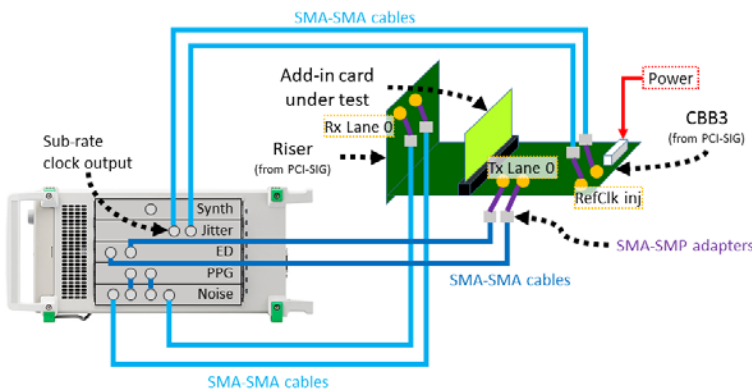 SMA-SMA cables
Add-in card
under test
Power
CBB3
(from PCI-SIG)
Rx Lane 0
Sub-rate
clock output
Riser
(from PCI-SIG)
Tx Lane 0
RefClk inj
Synth
Jitter
ED
PPG
Noise
SMA-SMP adapters
SMA-SMA cables
SMA-SMA cables